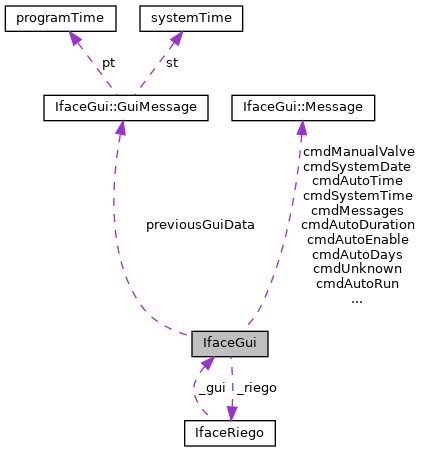 programTime
systemTime
pt
st
IfaceGui::GuiMessage
IfaceGui::Message
cmdManualValve
cmdSystemDate
cmdAutoTime
cmdSystemTime
cmdMessages
cmdAutoDuration
cmdAutoEnable
cmdAutoDays
cmdUnknown
cmdAutoRun
...
previousGuiData
IfaceGui
_gui
_riego
IfaceRiego